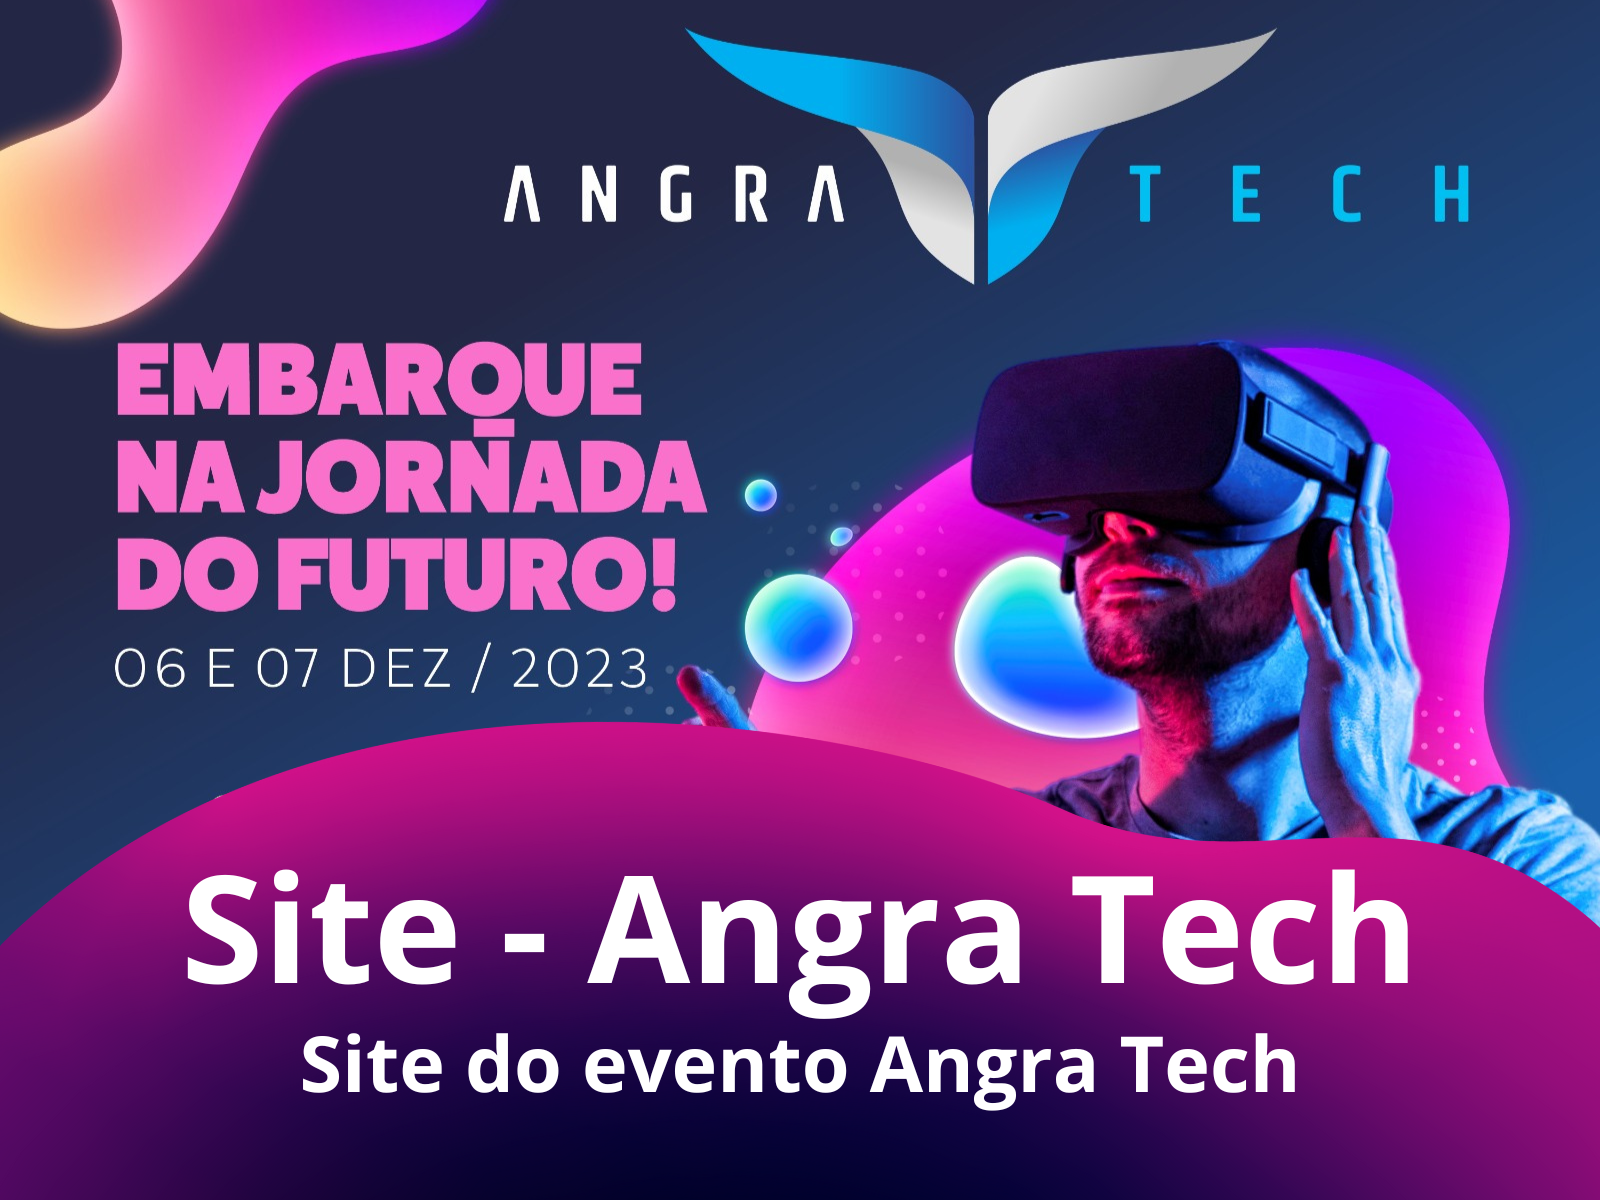 ANGRA TECH
EMBARQUE
NA JORNADA
DO FUTURO!
06 E 07 DEZ / 2023
Site - Angra Tech
Site do evento Angra Tech